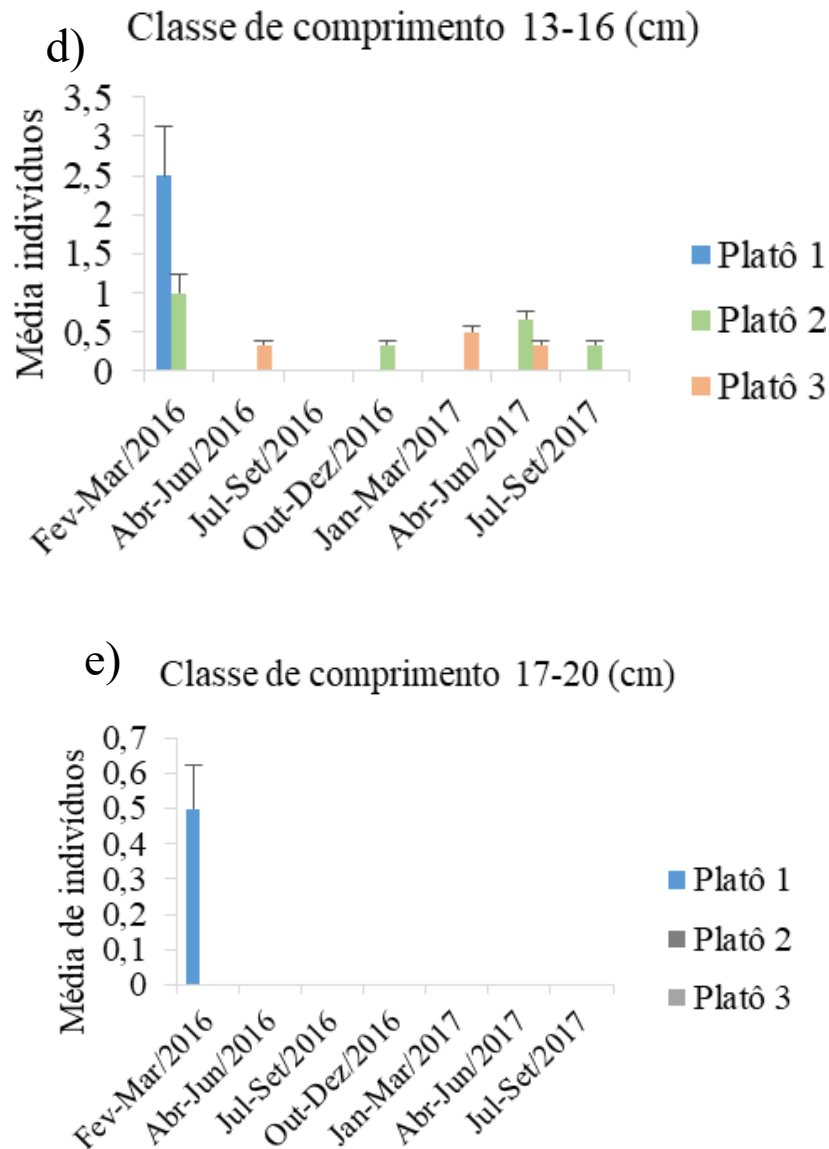 d)
Classe de comprimento 13-16 (cm)
Média indivíduos
3,5
3
2,5
2
1,5
1
0,5
0
Fev-Mar/2016
Abr-Jun/2016
Jul-Set/2016
Out-Dez/2016
Jan-Mar/2017
Abr-Jun/2017
Jul-Set/2017
Platô 1
Platô 2
Platô 3
e)
Classe de comprimento 17-20 (cm)
Média de indivíduos
0,7
0,6
0,5
0,4
0,3
0,2
0,1
0
Fev-Mar/2016
Abr-Jun/2016
Jul-Set/2016
Out-Dez/2016
Jan-Mar/2017
Abr-Jun/2017
Jul-Set/2017
Platô 1
Platô 2
Platô 3